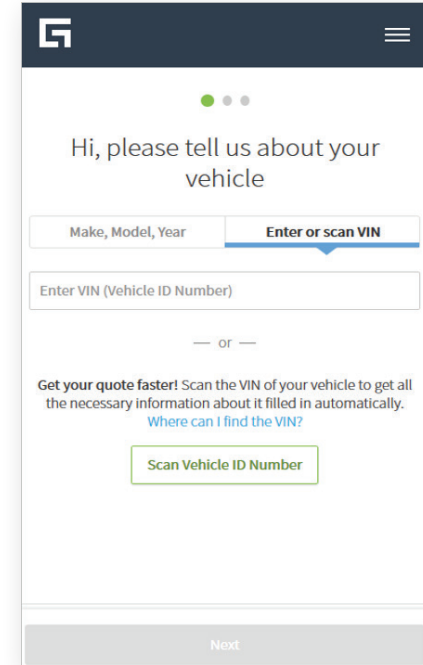 Hi, please tell us about your
vehicle
Make, Model, Year
Enter or scan VIN
Enter VIN (Vehicle ID Number)
— or —
Get your quote faster! Scan the VIN of your vehicle to get all
the necessary information about it filled in automatically.
Where can I find the VIN?
Scan Vehicle ID Number
Next